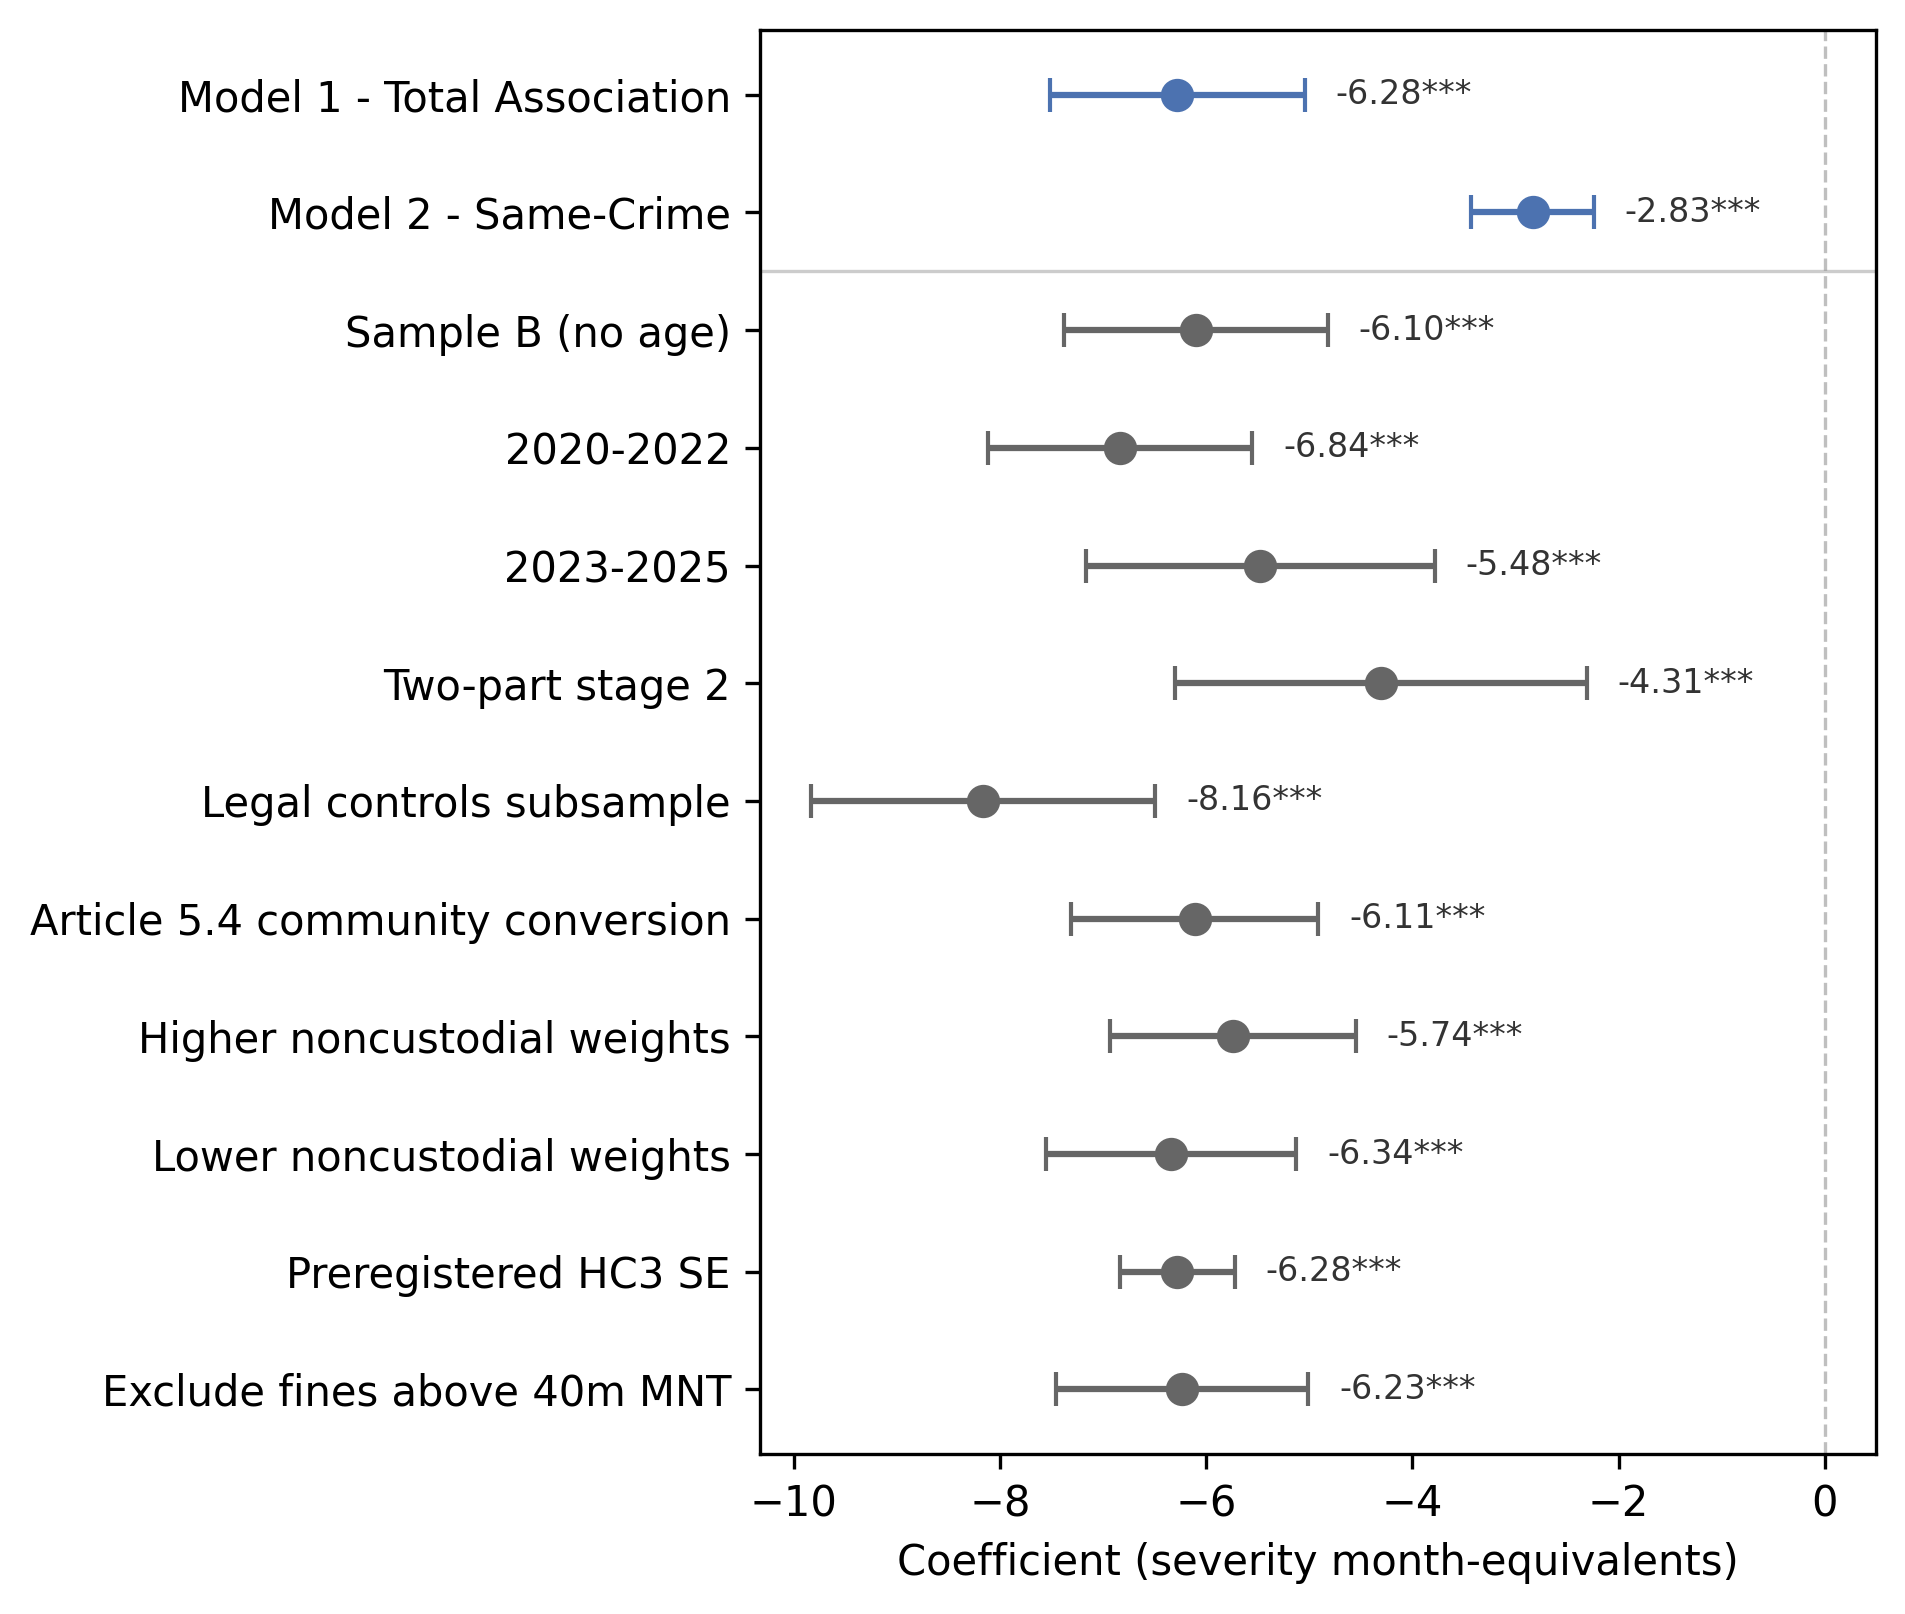 Model 1 - Total Association -6.28***
Model 2 - Same-Crime -2.83***
Sample B (no age) -6.10***
2020-2022 -6.84***
2023-2025 -5.48***
Two-part stage 2 -4.31***
Legal controls subsample -8.16***
Article 5.4 community conversion -6.11***
Higher noncustodial weights -5.74***
Lower noncustodial weights -6.34***
Preregistered HC3 SE -6.28***
Exclude fines above 40m MNT -6.23***
−10 −8 −6 −4 −2 0
Coefficient (severity month-equivalents)